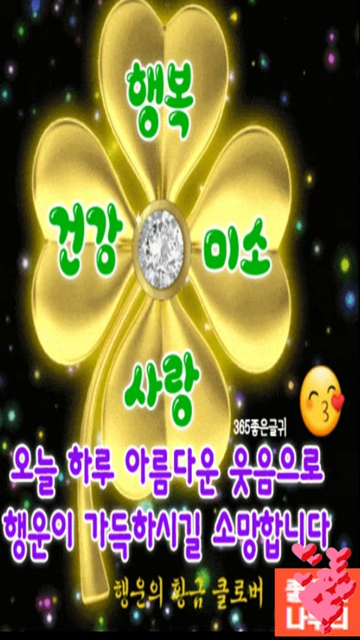 행복
건강
미소
사랑
365좋은글귀
오늘 하루 아름다운 웃음으로
행운이 가득하시길 소망합니다
행운의 황금 클로버